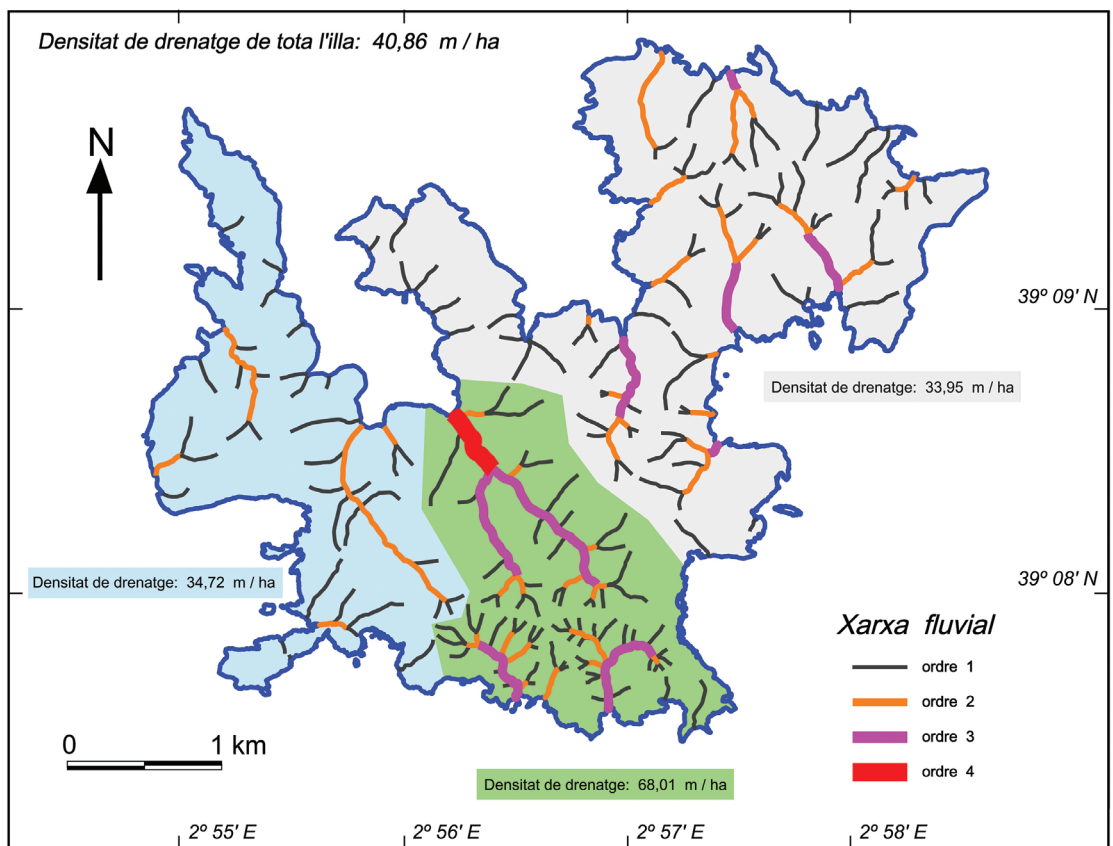 Densitat de drenatge de tota l'illa: 40,86 m / ha
N
39º 09' N
Densitat de drenatge: 33,95 m / ha
Densitat de drenatge: 34,72 m / ha
39º 08' N
Xarxa fluvial
ordre 1
ordre 2
ordre 3
ordre 4
0 1 km
Densitat de drenatge: 68,01 m / ha
2º 55' E 2º 56' E 2º 57' E 2º 58' E